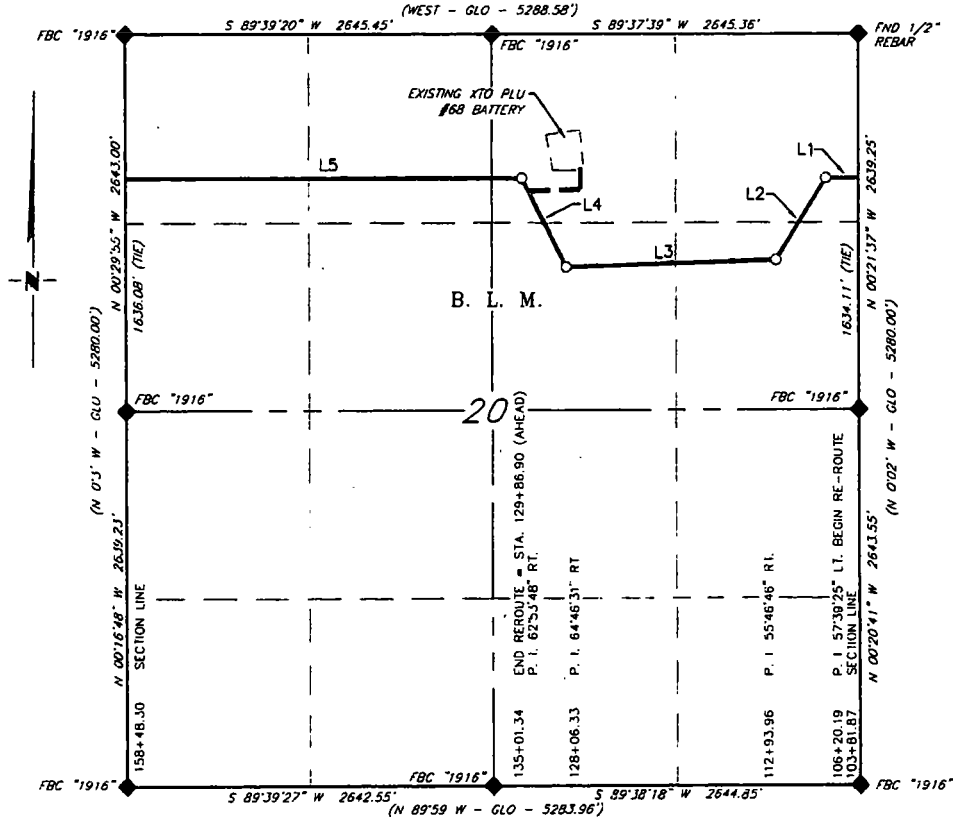 (WEST - GLO - 5288.58')
S 89°39'20" W 2645.45'
S 89°37'39" W 2645.36'
FBC "1916"
FBC "1916"
FND 1/2"
REBAR
EXISTING XTO PLU
#68 BATTERY
L1
L5
L2
L4
L3
N 00°29'55" W 2643.00'
1636.08' (TIE)
N 00°21'37" W 2639.25'
1634.11' (TIE)
N
B. L. M.
(N 0'3' W - GLO - 5280.00')
(N 0'02' W - GLO - 5280.00')
FBC "1916"
20
FBC "1916"
N 00°16'48" W 2639.23'
N 00°20'41" W 2643.55'
158+48.30 SECTION LINE
135+01.34 END REROUTE = STA. 129+86.90 (AHEAD)
P. I. 62°53'48" RT.
128+06.33 P. I. 64°46'31" RT
112+93.96 P. I 55°46'46" RT.
106+20.19 P. I 57°39'25" LT. BEGIN RE-ROUTE
103+81.87 SECTION LINE
FBC "1916"
FBC "1916"
FBC "1916"
S 89°39'27" W 2642.55'
S 89°38'18" W 2644.85'
(N 89'59 W - GLO - 5283.96')